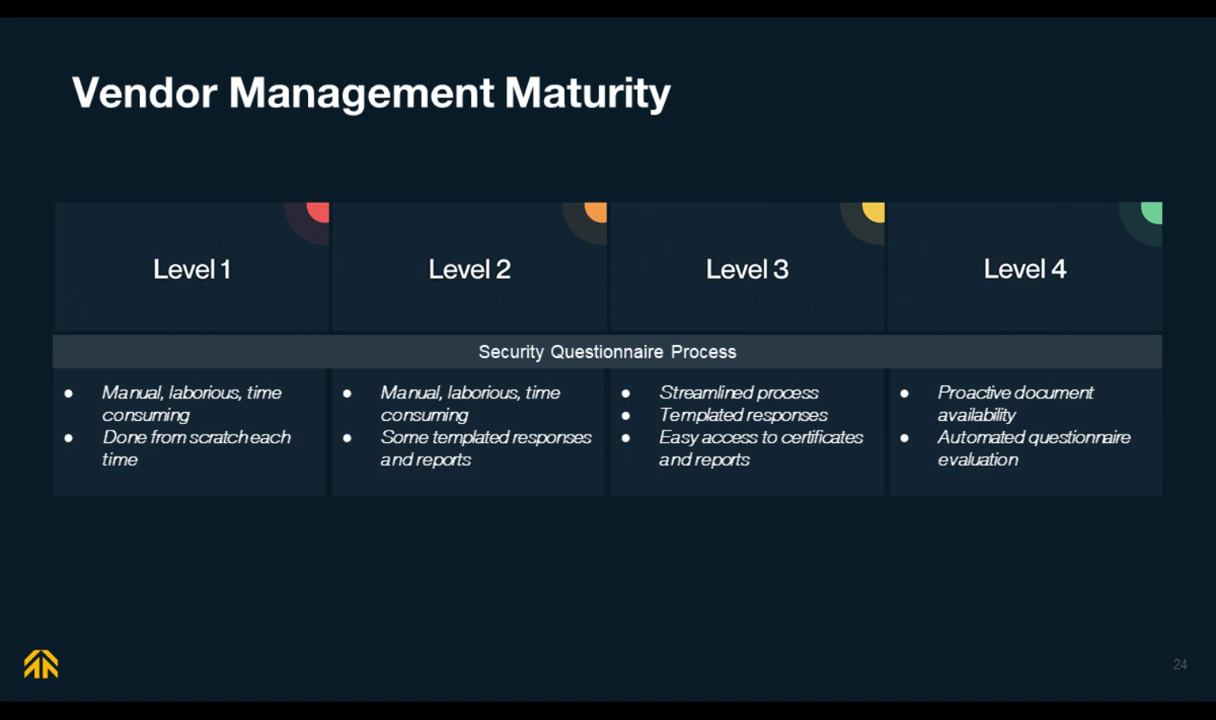 Vendor Management Maturity
Level 1
Level 2
Level 3
Level 4
Security Questionnaire Process
● Manual, laborious, time
consuming
● Done from scratch each
time
● Manual, laborious, time
consuming
● Some templated responses
and reports
● Streamlined process
● Templated responses
● Easy access to certificates
and reports
● Proactive document
availability
● Automated questionnaire
evaluation
24